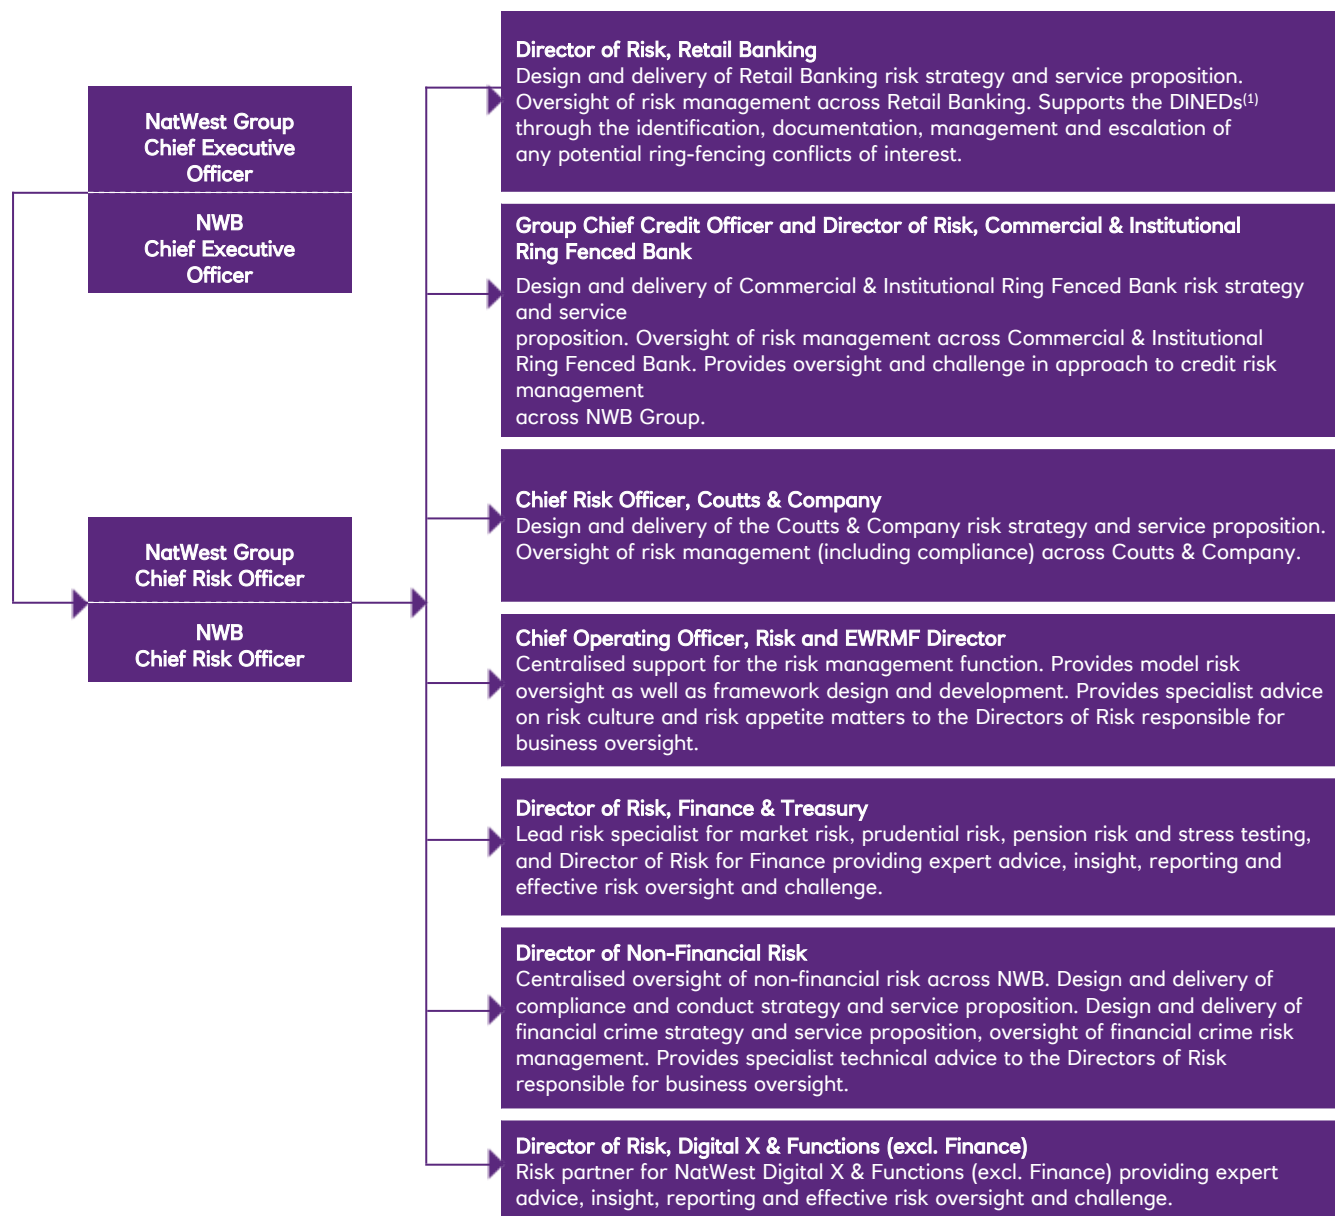 NatWest Group
Chief Executive
Officer
NWB
Chief Executive
Officer
NatWest Group
Chief Risk Officer
NWB
Chief Risk Officer
Director of Risk, Retail Banking
Design and delivery of Retail Banking risk strategy and service proposition.
Oversight of risk management across Retail Banking. Supports the DINEDs(1)
through the identification, documentation, management and escalation of
any potential ring-fencing conflicts of interest.
Group Chief Credit Officer and Director of Risk, Commercial & Institutional
Ring Fenced Bank
Design and delivery of Commercial & Institutional Ring Fenced Bank risk strategy
and service
proposition. Oversight of risk management across Commercial & Institutional
Ring Fenced Bank. Provides oversight and challenge in approach to credit risk
management
across NWB Group.
Chief Risk Officer, Coutts & Company
Design and delivery of the Coutts & Company risk strategy and service proposition.
Oversight of risk management (including compliance) across Coutts & Company.
Chief Operating Officer, Risk and EWRMF Director
Centralised support for the risk management function. Provides model risk
oversight as well as framework design and development. Provides specialist advice
on risk culture and risk appetite matters to the Directors of Risk responsible for
business oversight.
Director of Risk, Finance & Treasury
Lead risk specialist for market risk, prudential risk, pension risk and stress testing,
and Director of Risk for Finance providing expert advice, insight, reporting and
effective risk oversight and challenge.
Director of Non-Financial Risk
Centralised oversight of non-financial risk across NWB. Design and delivery of
compliance and conduct strategy and service proposition. Design and delivery of
financial crime strategy and service proposition, oversight of financial crime risk
management. Provides specialist technical advice to the Directors of Risk
responsible for business oversight.
Director of Risk, Digital X & Functions (excl. Finance)
Risk partner for NatWest Digital X & Functions (excl. Finance) providing expert
advice, insight, reporting and effective risk oversight and challenge.